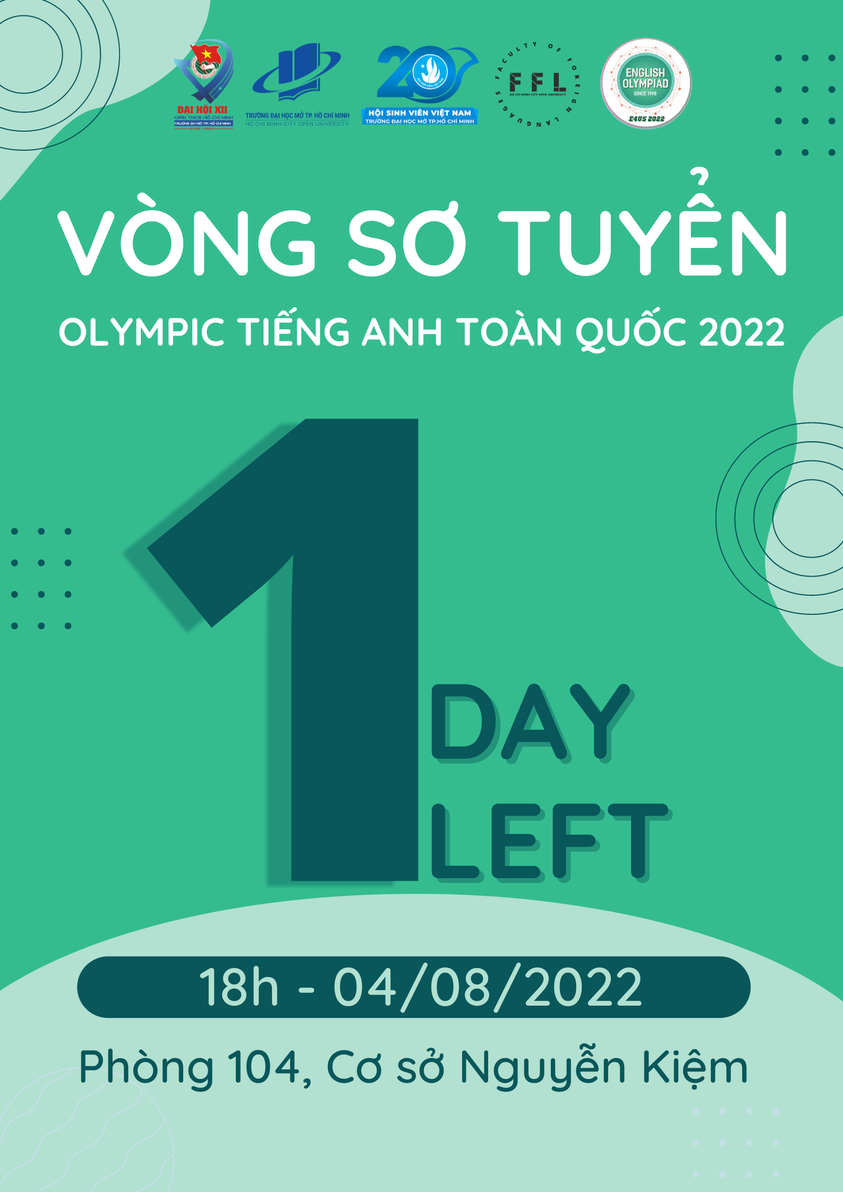 ĐẠI HỘI XII
TRƯỜNG ĐẠI HỌC MỞ TP. HỒ CHÍ MINH
HO CHI MINH CITY OPEN UNIVERSITY
20
HỘI SINH VIÊN VIỆT NAM
TRƯỜNG ĐẠI HỌC MỞ TP.HỒ CHÍ MINH
FACULTY OF FOREIGN LANGUAGES
FFL
ENGLISH
OLYMPIAD
SINCE 1998
E4US 2022
VÒNG SƠ TUYỂN
OLYMPIC TIẾNG ANH TOÀN QUỐC 2022
1
DAY
LEFT
18h - 04/08/2022
Phòng 104, Cơ sở Nguyễn Kiệm